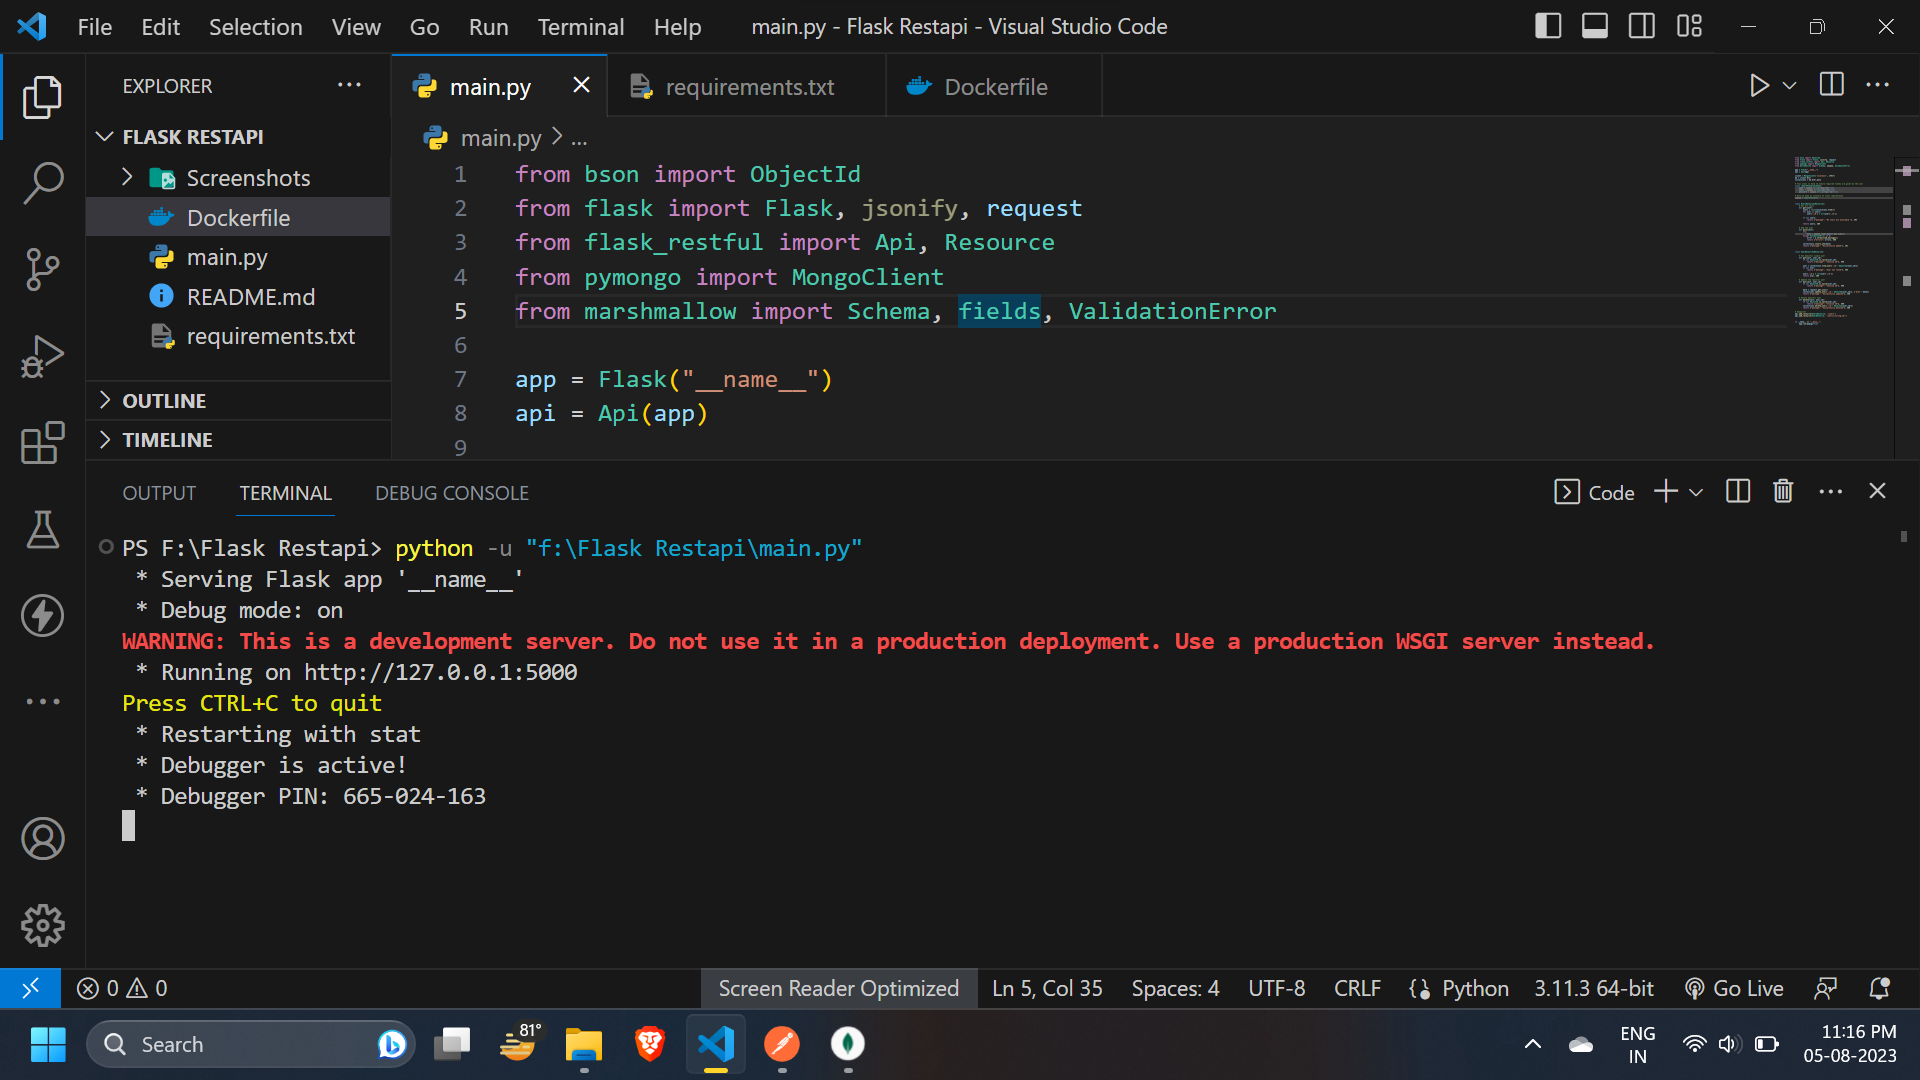 File Edit Selection View Go Run Terminal Help main.py - Flask Restapi - Visual Studio Code
EXPLORER
FLASK RESTAPI
Screenshots
Dockerfile
main.py
README.md
requirements.txt
OUTLINE
TIMELINE
main.py requirements.txt Dockerfile
main.py > ...
1 from bson import ObjectId
2 from flask import Flask, jsonify, request
3 from flask_restful import Api, Resource
4 from pymongo import MongoClient
5 from marshmallow import Schema, fields, ValidationError
6
7 app = Flask("__name__")
8 api = Api(app)
9
OUTPUT TERMINAL DEBUG CONSOLE Code
PS F:\Flask Restapi> python -u "f:\Flask Restapi\main.py"
* Serving Flask app '__name__'
* Debug mode: on
WARNING: This is a development server. Do not use it in a production deployment. Use a production WSGI server instead.
* Running on http://127.0.0.1:5000
Press CTRL+C to quit
* Restarting with stat
* Debugger is active!
* Debugger PIN: 665-024-163
0 0 Screen Reader Optimized Ln 5, Col 35 Spaces: 4 UTF-8 CRLF Python 3.11.3 64-bit Go Live
Search 81° ENG IN 11:16 PM
05-08-2023